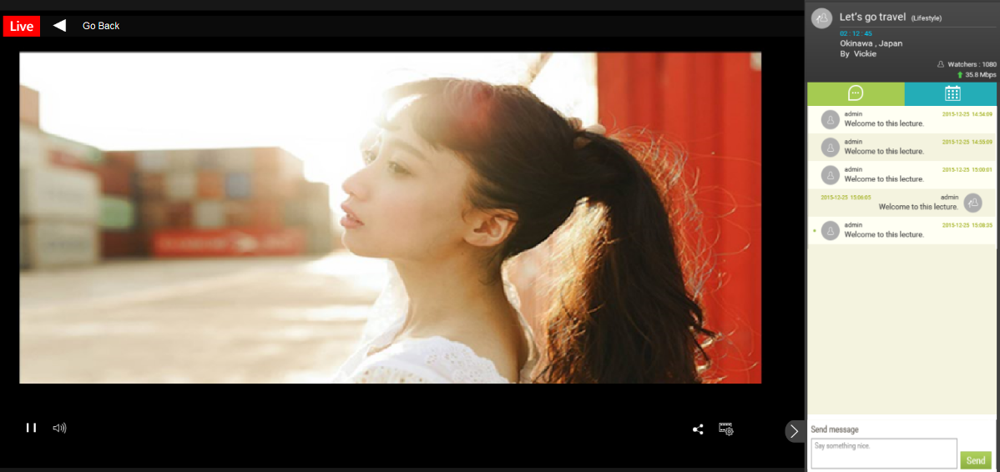 Live
Go Back
Let's go travel (Lifestyle)
02 : 12 : 45
Okinawa , Japan
By Vickie
Watchers : 1080
35.8 Mbps
admin 2015-12-25 14:54:09
Welcome to this lecture.
admin 2015-12-25 14:55:09
Welcome to this lecture.
admin 2015-12-25 15:00:01
Welcome to this lecture.
2015-12-25 15:06:05 admin
Welcome to this lecture.
admin 2015-12-25 15:08:35
Welcome to this lecture.
Send message
Say something nice.
Send